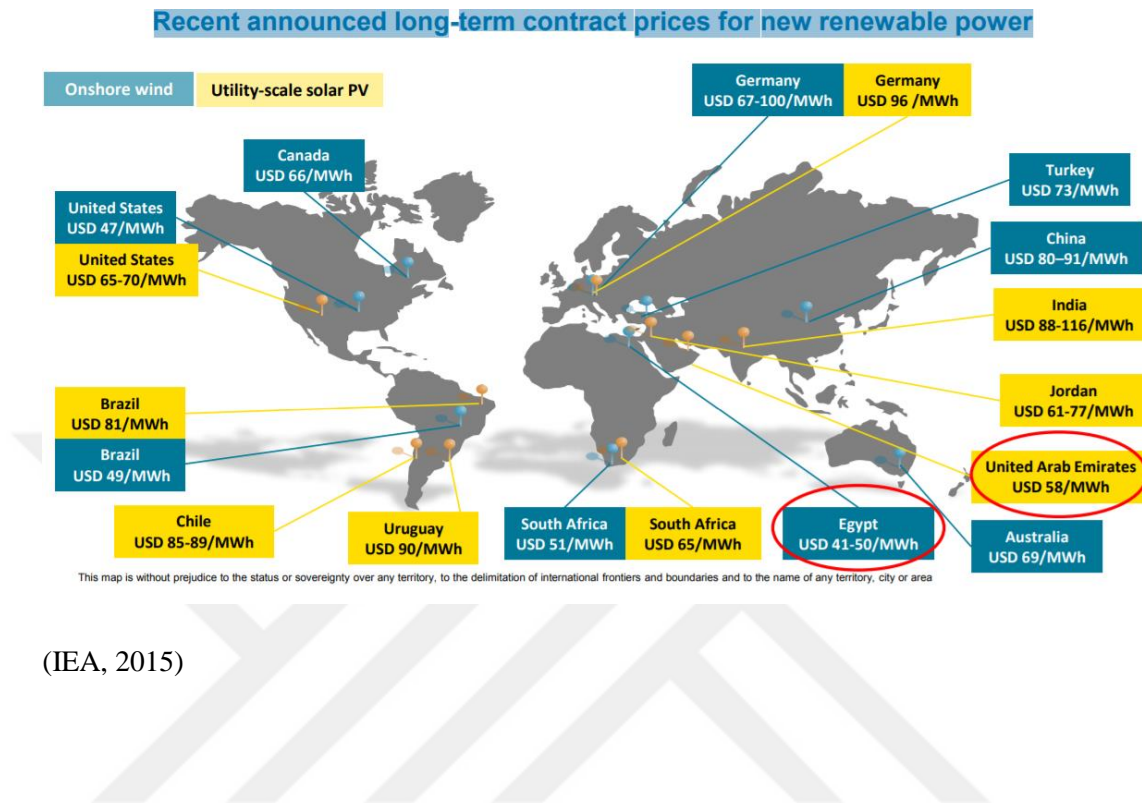 Recent announced long-term contract prices for new renewable power
Onshore wind
Utility-scale solar PV
Germany
USD 67-100/MWh
Germany
USD 96 /MWh
Canada
USD 66/MWh
Turkey
USD 73/MWh
United States
USD 47/MWh
China
USD 80–91/MWh
United States
USD 65-70/MWh
India
USD 88-116/MWh
Jordan
USD 61-77/MWh
Brazil
USD 81/MWh
Brazil
USD 49/MWh
United Arab Emirates
USD 58/MWh
Chile
USD 85-89/MWh
Uruguay
USD 90/MWh
South Africa
USD 51/MWh
South Africa
USD 65/MWh
Egypt
USD 41-50/MWh
Australia
USD 69/MWh
This map is without prejudice to the status or sovereignty over any territory, to the delimitation of international frontiers and boundaries and to the name of any territory, city or area
(IEA, 2015)